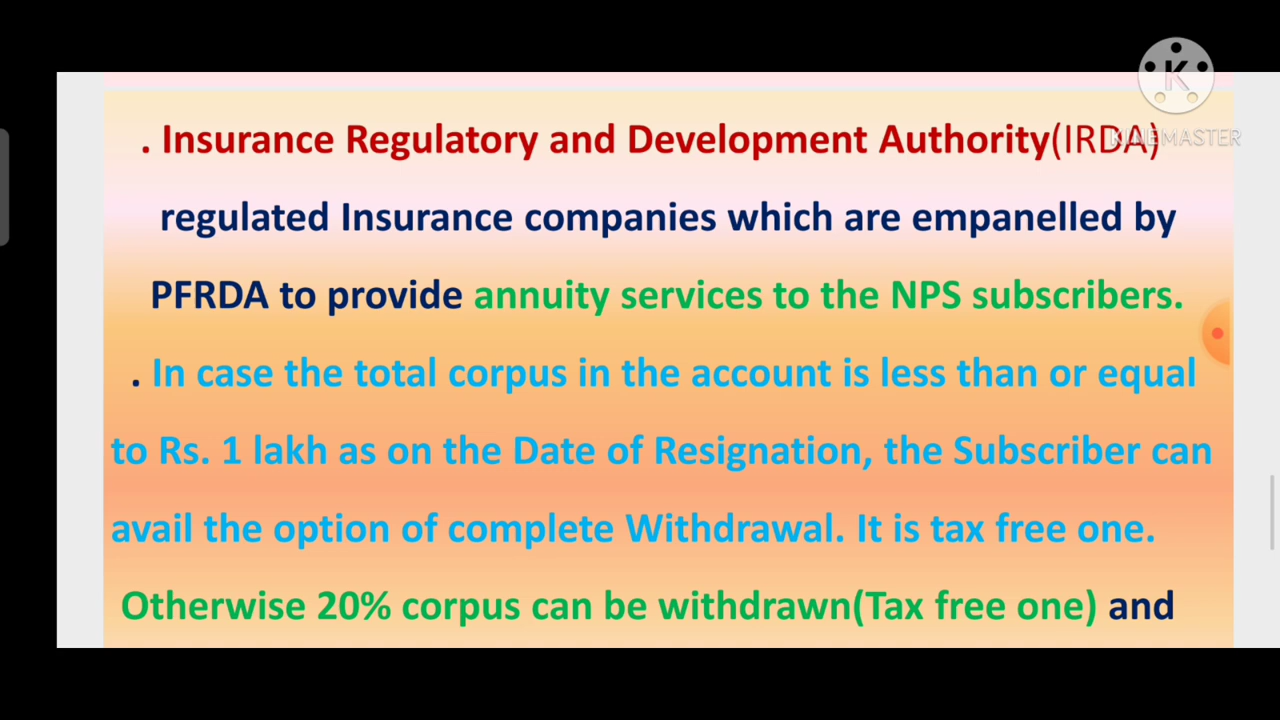 . Insurance Regulatory and Development Authority(IRDA)
regulated Insurance companies which are empanelled by
PFRDA to provide annuity services to the NPS subscribers.
. In case the total corpus in the account is less than or equal
to Rs. 1 lakh as on the Date of Resignation, the Subscriber can
avail the option of complete Withdrawal. It is tax free one.
Otherwise 20% corpus can be withdrawn(Tax free one) and
K
KINEMASTER